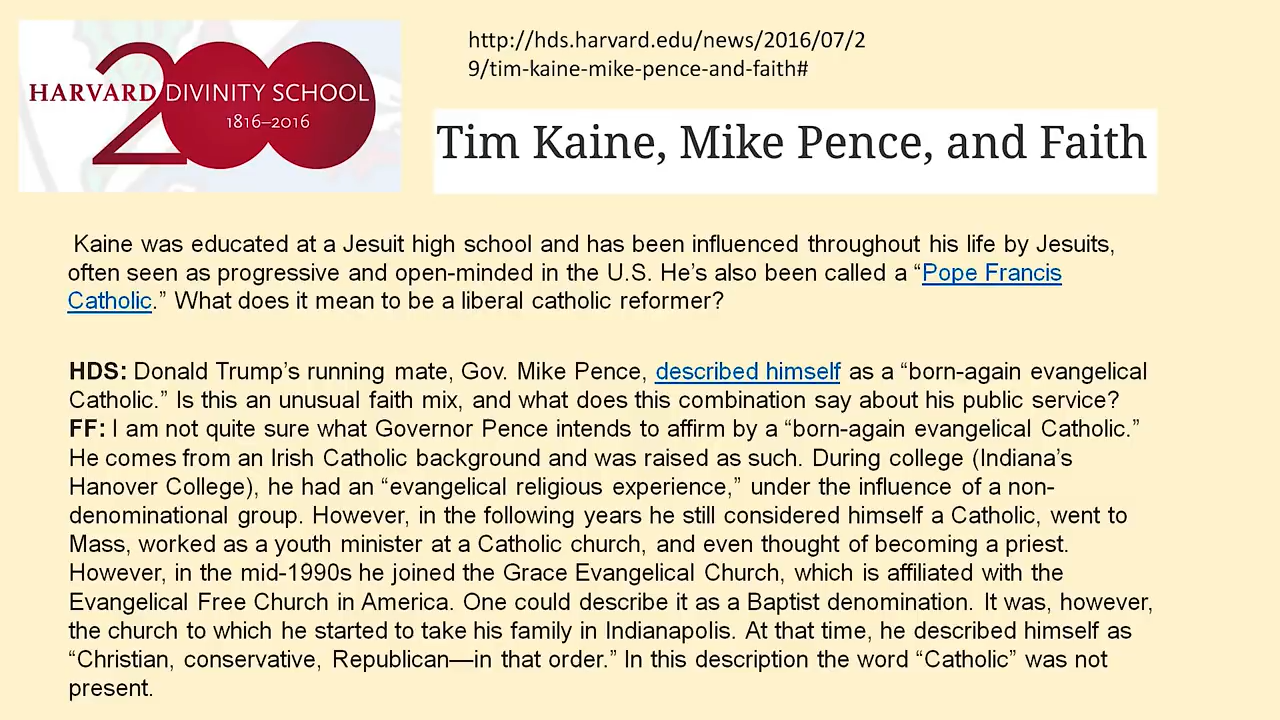 HARVARD DIVINITY SCHOOL
200
1816–2016
http://hds.harvard.edu/news/2016/07/2
9/tim-kaine-mike-pence-and-faith#
Tim Kaine, Mike Pence, and Faith
Kaine was educated at a Jesuit high school and has been influenced throughout his life by Jesuits,
often seen as progressive and open-minded in the U.S. He’s also been called a “Pope Francis
Catholic.” What does it mean to be a liberal catholic reformer?
HDS: Donald Trump’s running mate, Gov. Mike Pence, described himself as a “born-again evangelical
Catholic.” Is this an unusual faith mix, and what does this combination say about his public service?
FF: I am not quite sure what Governor Pence intends to affirm by a “born-again evangelical Catholic.”
He comes from an Irish Catholic background and was raised as such. During college (Indiana’s
Hanover College), he had an “evangelical religious experience,” under the influence of a non-
denominational group. However, in the following years he still considered himself a Catholic, went to
Mass, worked as a youth minister at a Catholic church, and even thought of becoming a priest.
However, in the mid-1990s he joined the Grace Evangelical Church, which is affiliated with the
Evangelical Free Church in America. One could describe it as a Baptist denomination. It was, however,
the church to which he started to take his family in Indianapolis. At that time, he described himself as
“Christian, conservative, Republican—in that order.” In this description the word “Catholic” was not
present.